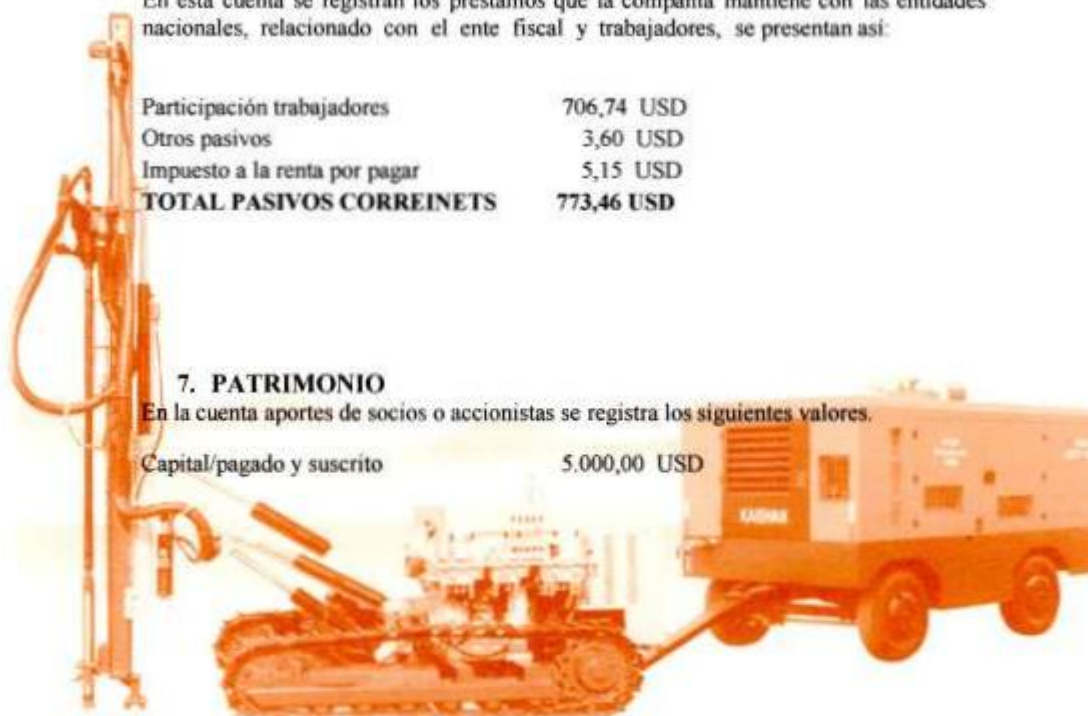 En esta cuenta se registran los préstamos que la compañía mantiene con las entidades
nacionales, relacionado con el ente fiscal y trabajadores, se presentan así:
Participación trabajadores 706,74 USD
Otros pasivos 3,60 USD
Impuesto a la renta por pagar 5,15 USD
TOTAL PASIVOS CORREINETS 773,46 USD
7. PATRIMONIO
En la cuenta aportes de socios o accionistas se registra los siguientes valores.
Capital/pagado y suscrito 5.000,00 USD
KAISHAN